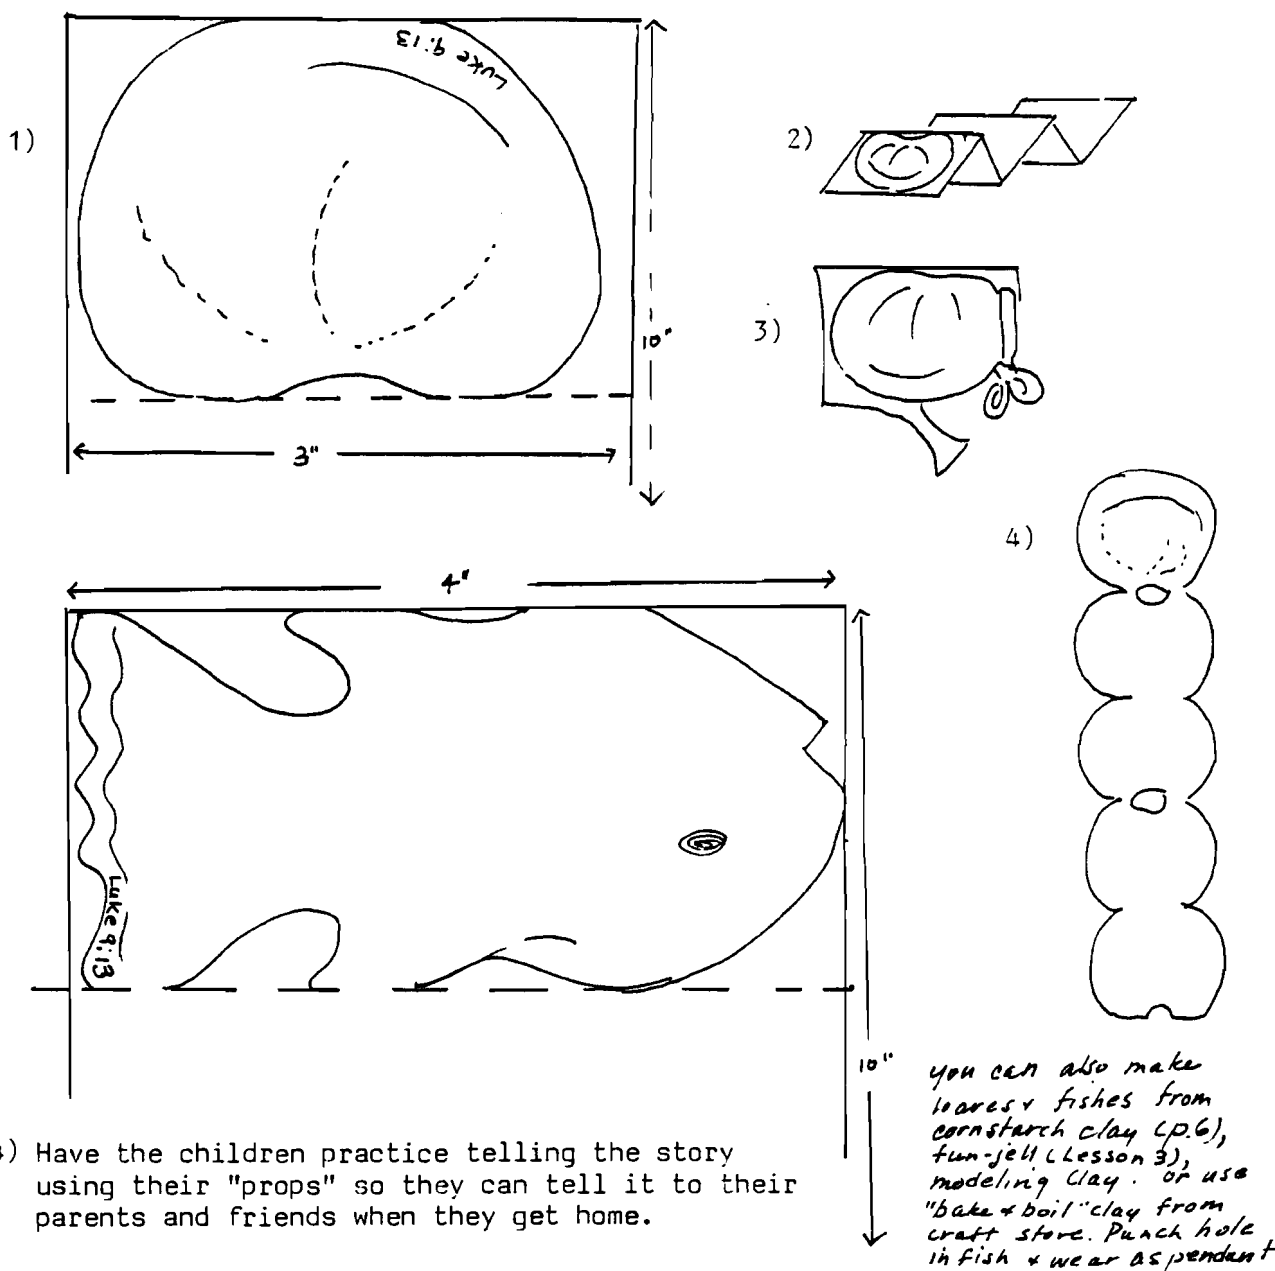 1)
Luke 9:13
10"
3"
2)
3)
4)
4"
Luke 9:13
10"
) Have the children practice telling the story
using their "props" so they can tell it to their
parents and friends when they get home.
you can also make
loaves & fishes from
cornstarch clay (p.6),
fun-jell (Lesson 3),
modeling clay. or use
"bake & boil" clay from
craft store. Punch hole
in fish & wear as pendant